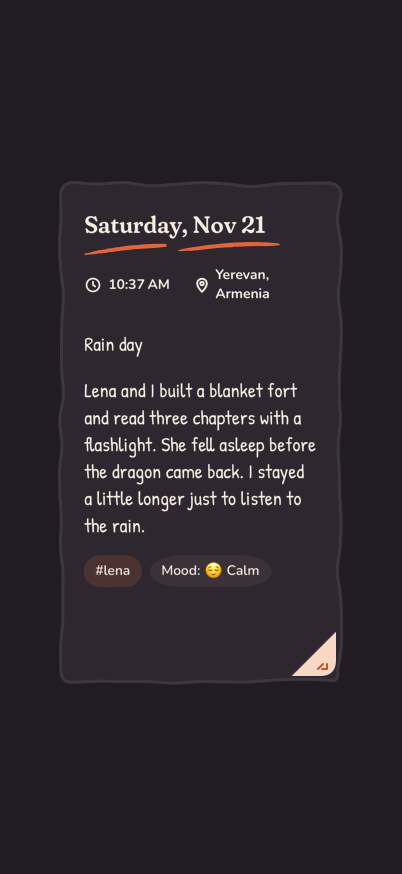 Saturday, Nov 21
10:37 AM
Yerevan,
Armenia
Rain day
Lena and I built a blanket fort
and read three chapters with a
flashlight. She fell asleep before
the dragon came back. I stayed
a little longer just to listen to
the rain.
#lena
Mood: 😌 Calm